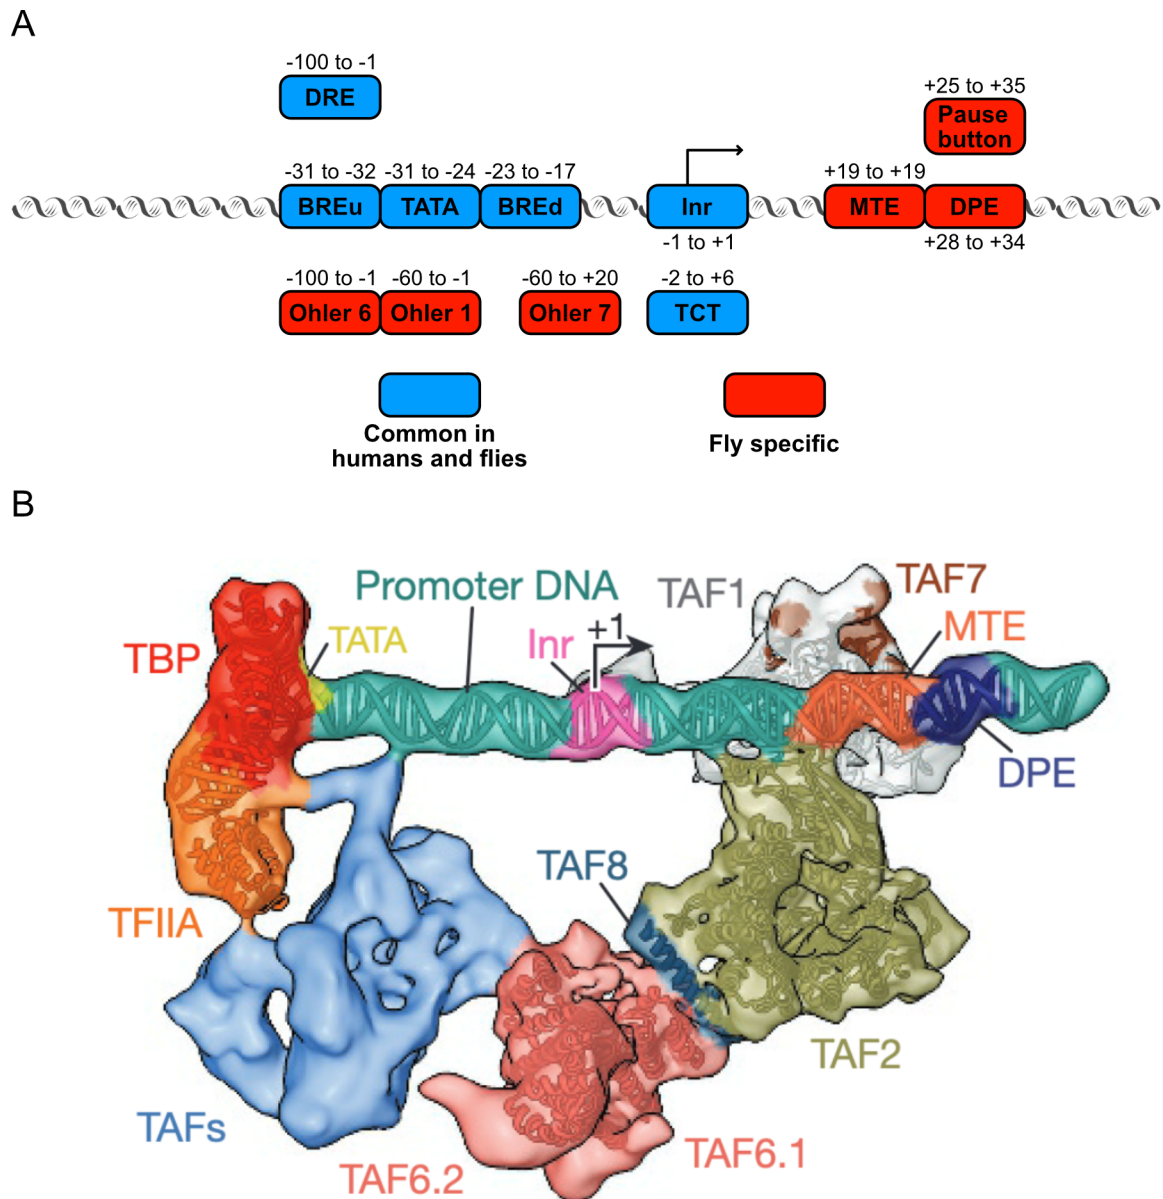 A
-100 to -1
DRE
+25 to +35
Pause
button
-31 to -32 -31 to -24 -23 to -17
+19 to +19
BREu TATA BREd Inr MTE DPE
-1 to +1
+28 to +34
-100 to -1 -60 to -1 -60 to +20 -2 to +6
Ohler 6 Ohler 1 Ohler 7 TCT
Common in
humans and flies
Fly specific
B
Promoter DNA
TAF1
TAF7
MTE
TBP
TATA
Inr
+1
DPE
TAF8
TFIIA
TAF2
TAFs
TAF6.2
TAF6.1